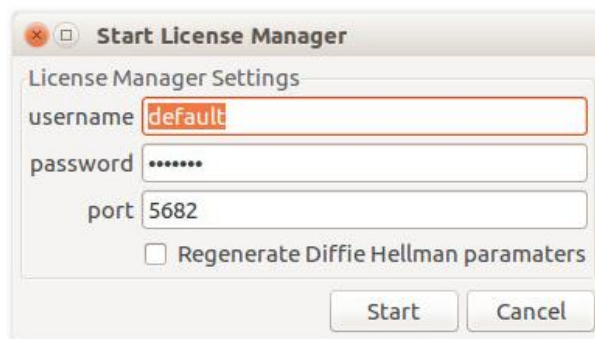 Start License Manager
License Manager Settings
username default
password •••••••
port 5682
Regenerate Diffie Hellman paramaters
Start Cancel